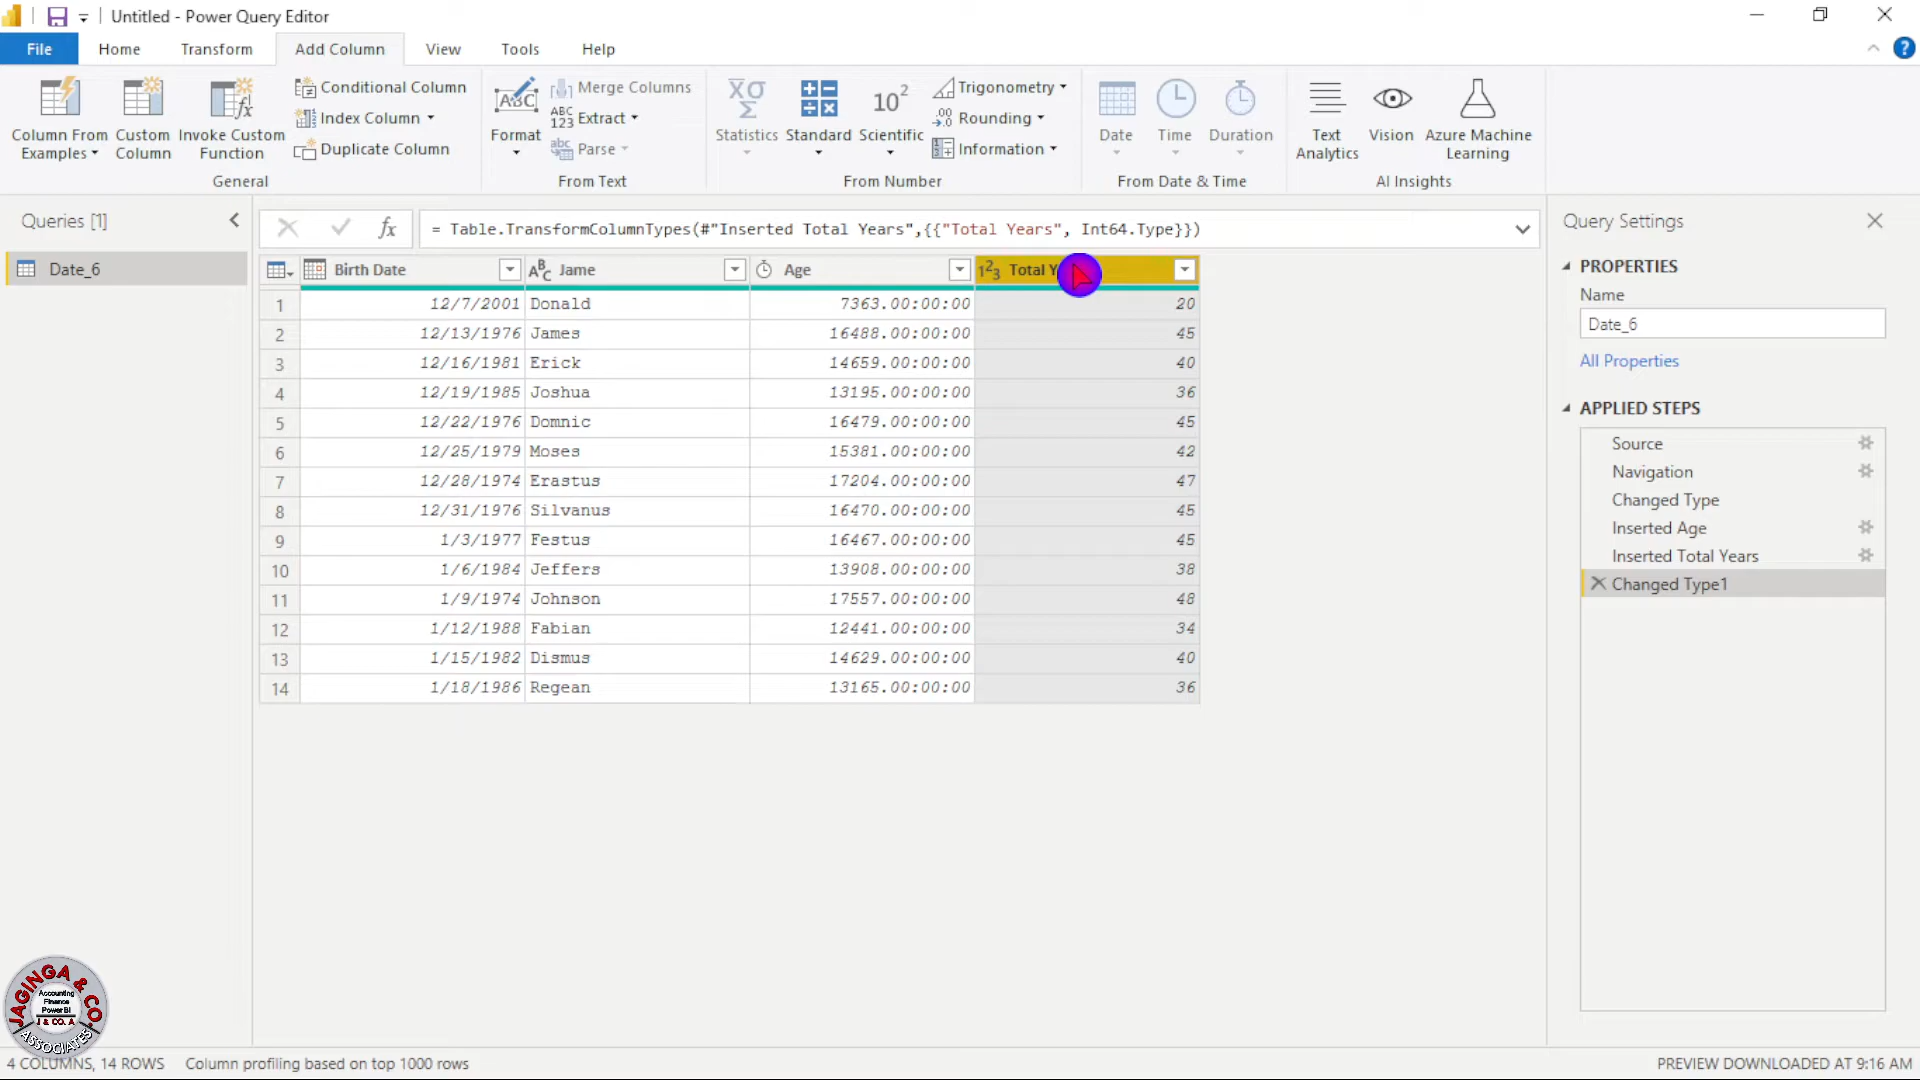 Untitled - Power Query Editor
File Home Transform Add Column View Tools Help
Column From Examples
Custom Column
Invoke Custom Function
Conditional Column
Index Column
Duplicate Column
General
Format
Merge Columns
Extract
Parse
From Text
Statistics
Standard
Scientific
Trigonometry
Rounding
Information
From Number
Date
Time
Duration
From Date & Time
Text Analytics
Vision
Azure Machine Learning
AI Insights
Queries [1]
Date_6
= Table.TransformColumnTypes(#"Inserted Total Years",{{"Total Years", Int64.Type}})
Birth Date Jame Age Total Y
1 12/7/2001 Donald 7363.00:00:00 20
2 12/13/1976 James 16488.00:00:00 45
3 12/16/1981 Erick 14659.00:00:00 40
4 12/19/1985 Joshua 13195.00:00:00 36
5 12/22/1976 Domnic 16479.00:00:00 45
6 12/25/1979 Moses 15381.00:00:00 42
7 12/28/1974 Erastus 17204.00:00:00 47
8 12/31/1976 Silvanus 16470.00:00:00 45
9 1/3/1977 Festus 16467.00:00:00 45
10 1/6/1984 Jeffers 13908.00:00:00 38
11 1/9/1974 Johnson 17557.00:00:00 48
12 1/12/1988 Fabian 12441.00:00:00 34
13 1/15/1982 Dismus 14629.00:00:00 40
14 1/18/1986 Regean 13165.00:00:00 36
Query Settings
PROPERTIES
Name
Date_6
All Properties
APPLIED STEPS
Source
Navigation
Changed Type
Inserted Age
Inserted Total Years
Changed Type1
JAGINGA & CO.
Accounting
Finance
Power BI
J & CO. A
ASSOCIATES
4 COLUMNS, 14 ROWS
Column profiling based on top 1000 rows
PREVIEW DOWNLOADED AT 9:16 AM